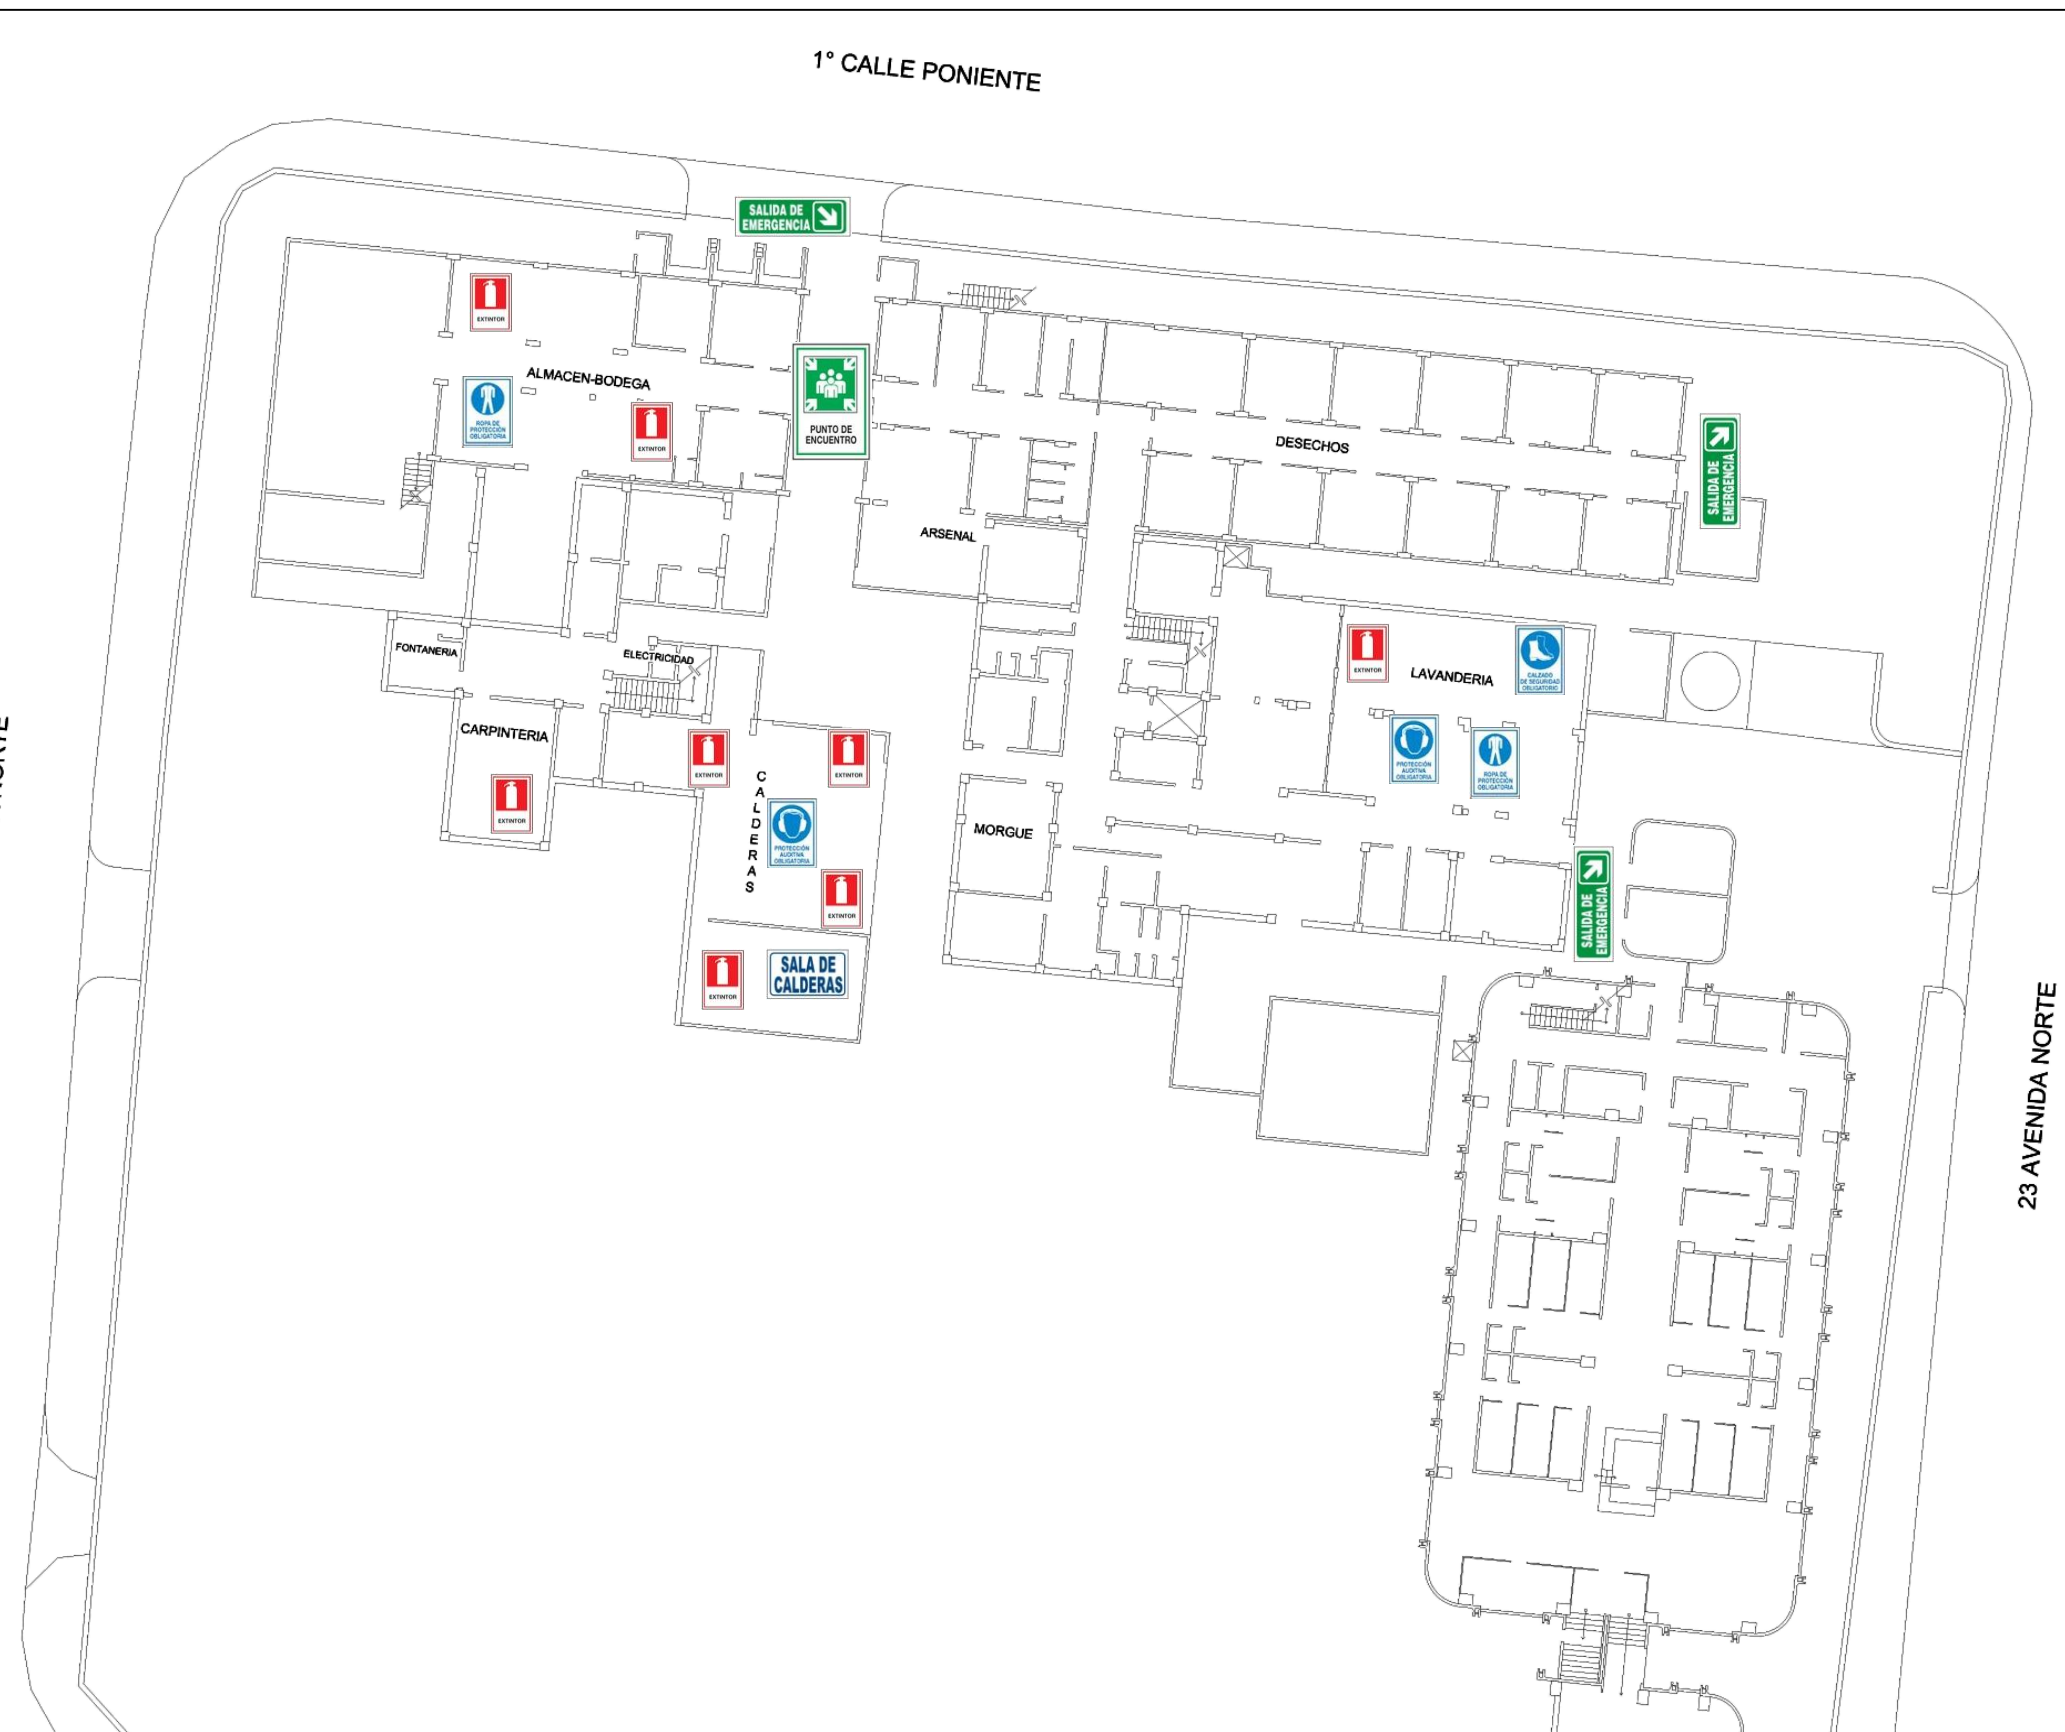 1° CALLE PONIENTE
SALIDA DE
EMERGENCIA
EXTINTOR
ALMACEN-BODEGA
ROPA DE
PROTECCIÓN
OBLIGATORIA
EXTINTOR
PUNTO DE
ENCUENTRO
DESECHOS
SALIDA DE
EMERGENCIA
ARSENAL
FONTANERIA
ELECTRICIDAD
EXTINTOR
LAVANDERIA
CALZADO
DE SEGURIDAD
OBLIGATORIO
CARPINTERIA
EXTINTOR
EXTINTOR
PROTECCIÓN
AUDITIVA
OBLIGATORIA
ROPA DE
PROTECCIÓN
OBLIGATORIA
EXTINTOR
CALDERAS
PROTECCIÓN
AUDITIVA
OBLIGATORIA
MORGUE
EXTINTOR
SALIDA DE
EMERGENCIA
EXTINTOR
SALA DE
CALDERAS
23 AVENIDA NORTE